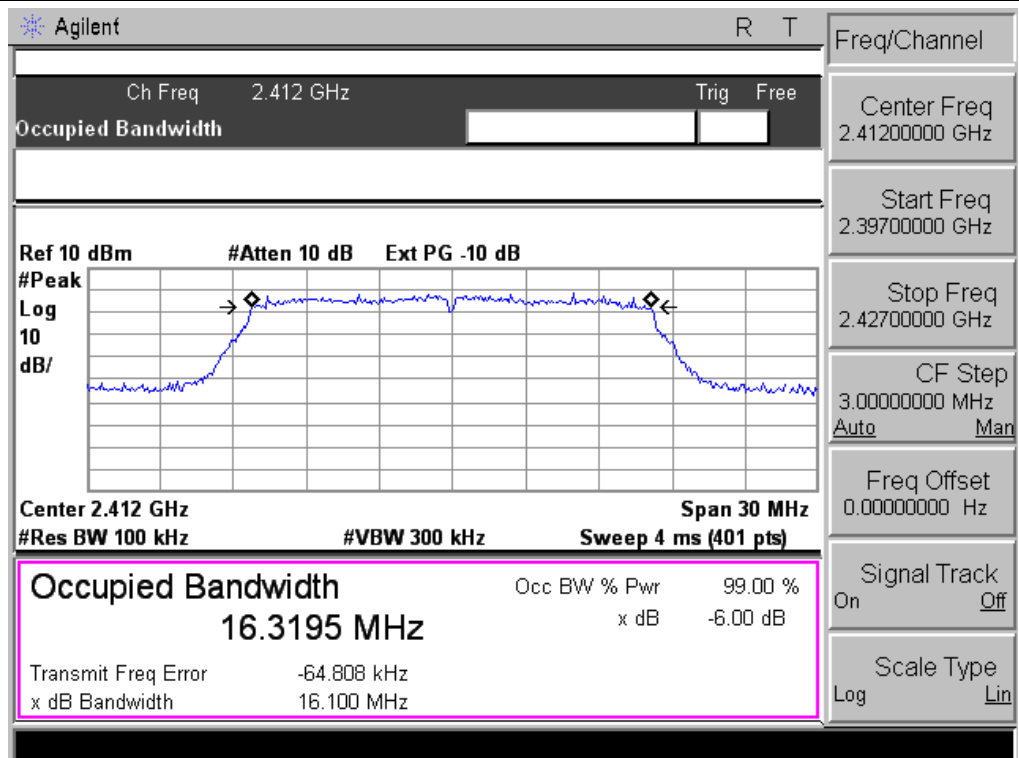 Agilent R T
Ch Freq 2.412 GHz Trig Free
Occupied Bandwidth
Ref 10 dBm #Atten 10 dB Ext PG -10 dB
#Peak
Log
10
dB/
Center 2.412 GHz Span 30 MHz
#Res BW 100 kHz #VBW 300 kHz Sweep 4 ms (401 pts)
Occupied Bandwidth Occ BW % Pwr 99.00 %
16.3195 MHz x dB -6.00 dB
Transmit Freq Error -64.808 kHz
x dB Bandwidth 16.100 MHz
Freq/Channel
Center Freq
2.41200000 GHz
Start Freq
2.39700000 GHz
Stop Freq
2.42700000 GHz
CF Step
3.00000000 MHz
Auto Man
Freq Offset
0.00000000 Hz
Signal Track
On Off
Scale Type
Log Lin